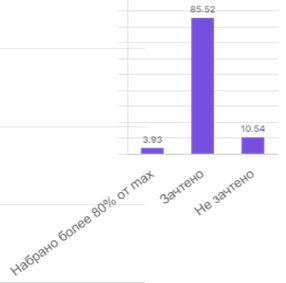 85.52
10.54
3.93
Набрано более 80% от max
Зачтено
Не зачтено